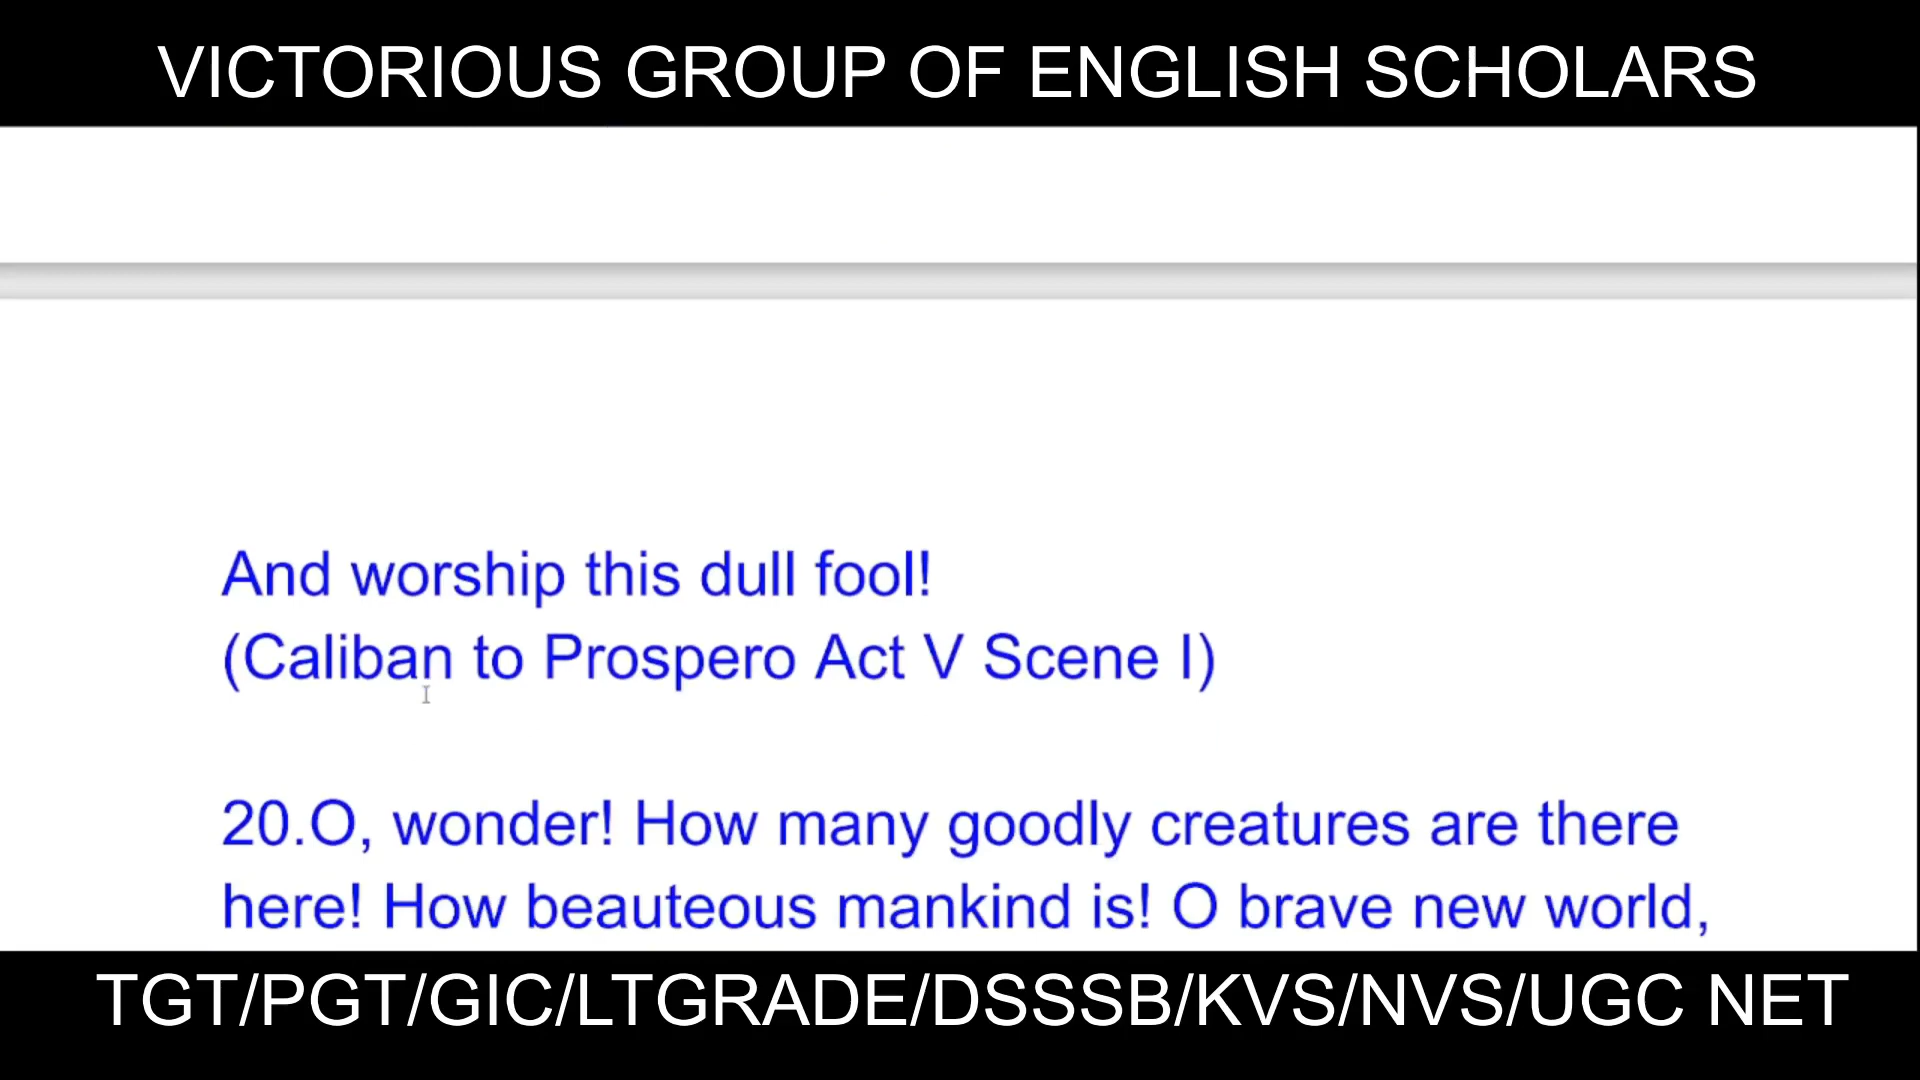 VICTORIOUS GROUP OF ENGLISH SCHOLARS
And worship this dull fool!
(Caliban to Prospero Act V Scene I)
20.O, wonder! How many goodly creatures are there
here! How beauteous mankind is! O brave new world,
TGT/PGT/GIC/LTGRADE/DSSSB/KVS/NVS/UGC NET